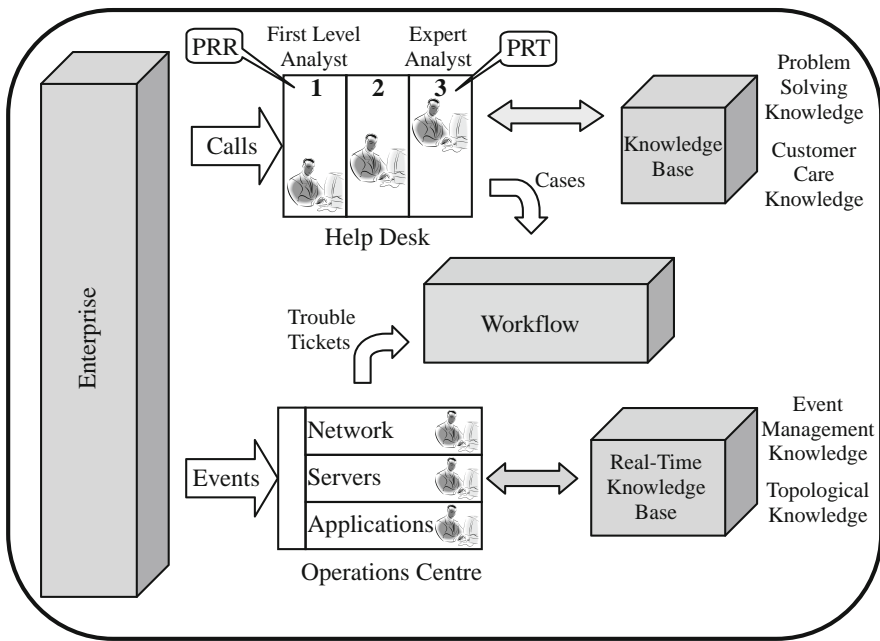 Enterprise
PRR
First Level
Analyst
Expert
Analyst
PRT
1
2
3
Calls
Help Desk
Knowledge
Base
Problem
Solving
Knowledge
Customer
Care
Knowledge
Cases
Workflow
Trouble
Tickets
Events
Network
Servers
Applications
Operations Centre
Real-Time
Knowledge
Base
Event
Management
Knowledge
Topological
Knowledge